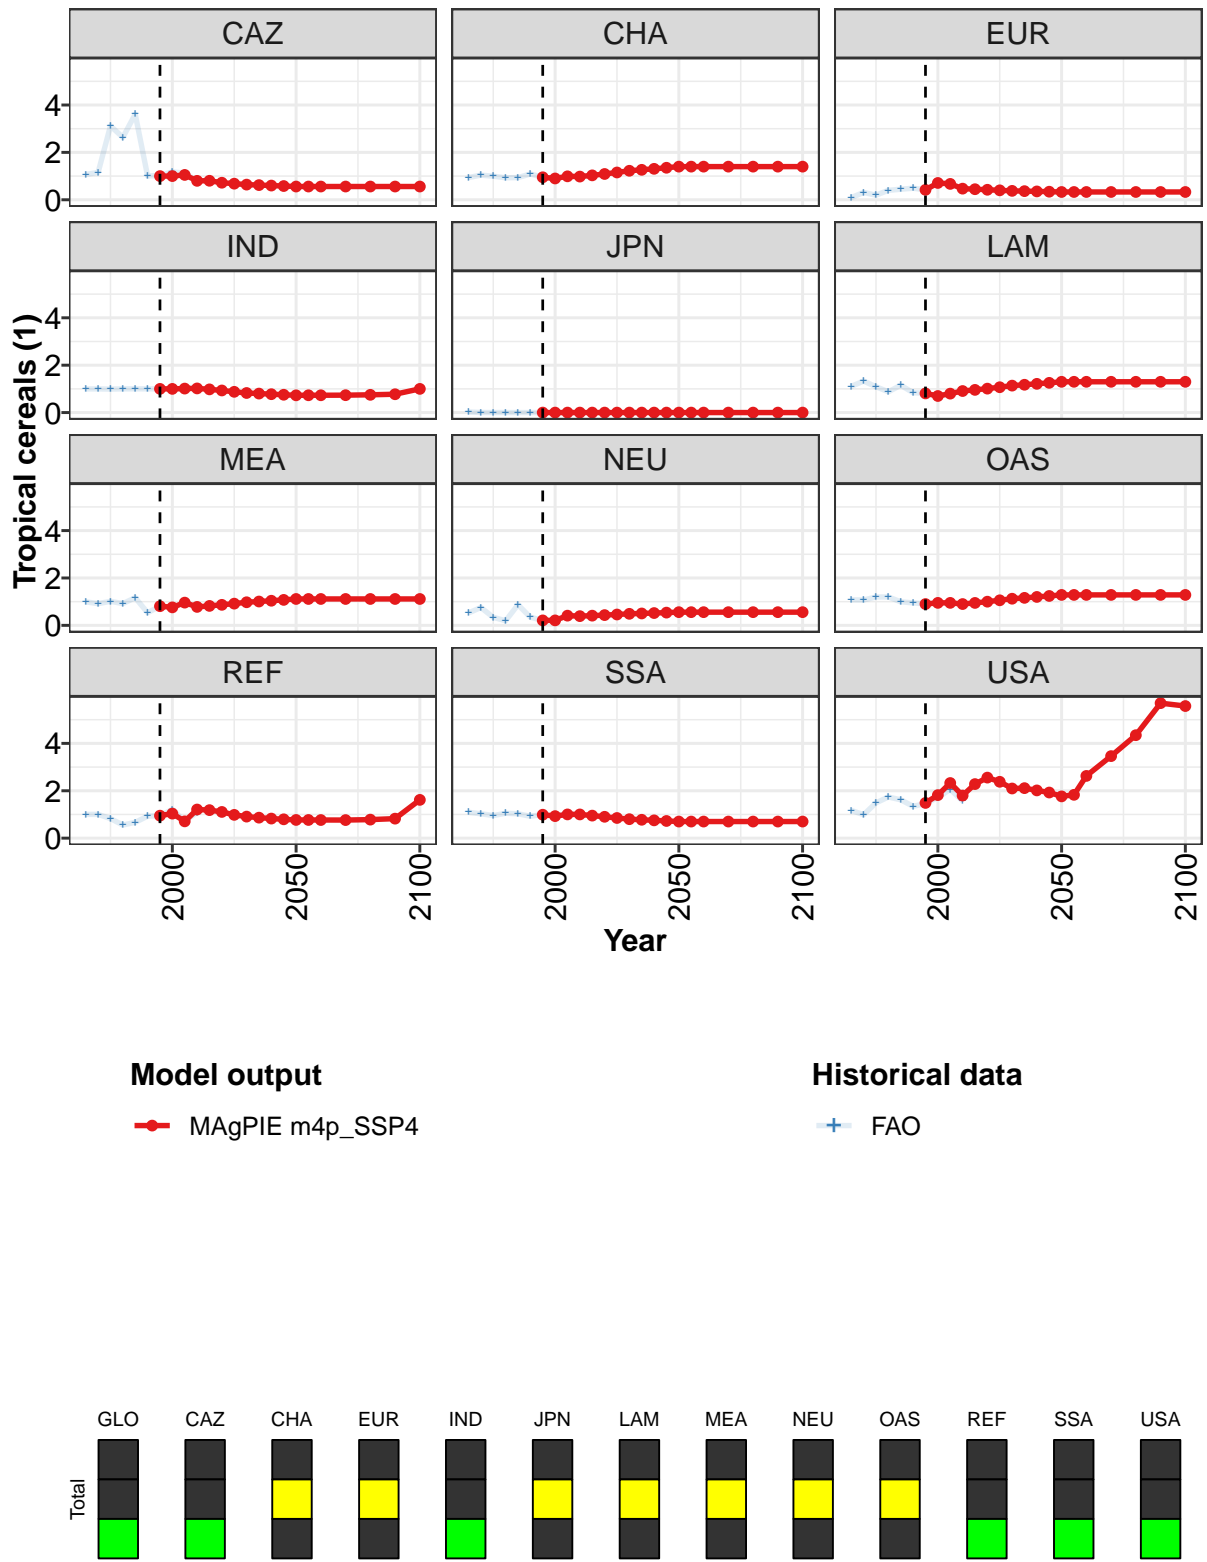 CAZ CHA EUR
4
2
0
IND JPN LAM
4
2
0
Tropical cereals (1)
MEA NEU OAS
4
2
0
REF SSA USA
4
2
0
2000 2050 2100 2000 2050 2100 2000 2050 2100
Year
Model output Historical data
MAgPIE m4p_SSP4 FAO
GLO CAZ CHA EUR IND JPN LAM MEA NEU OAS REF SSA USA
Total